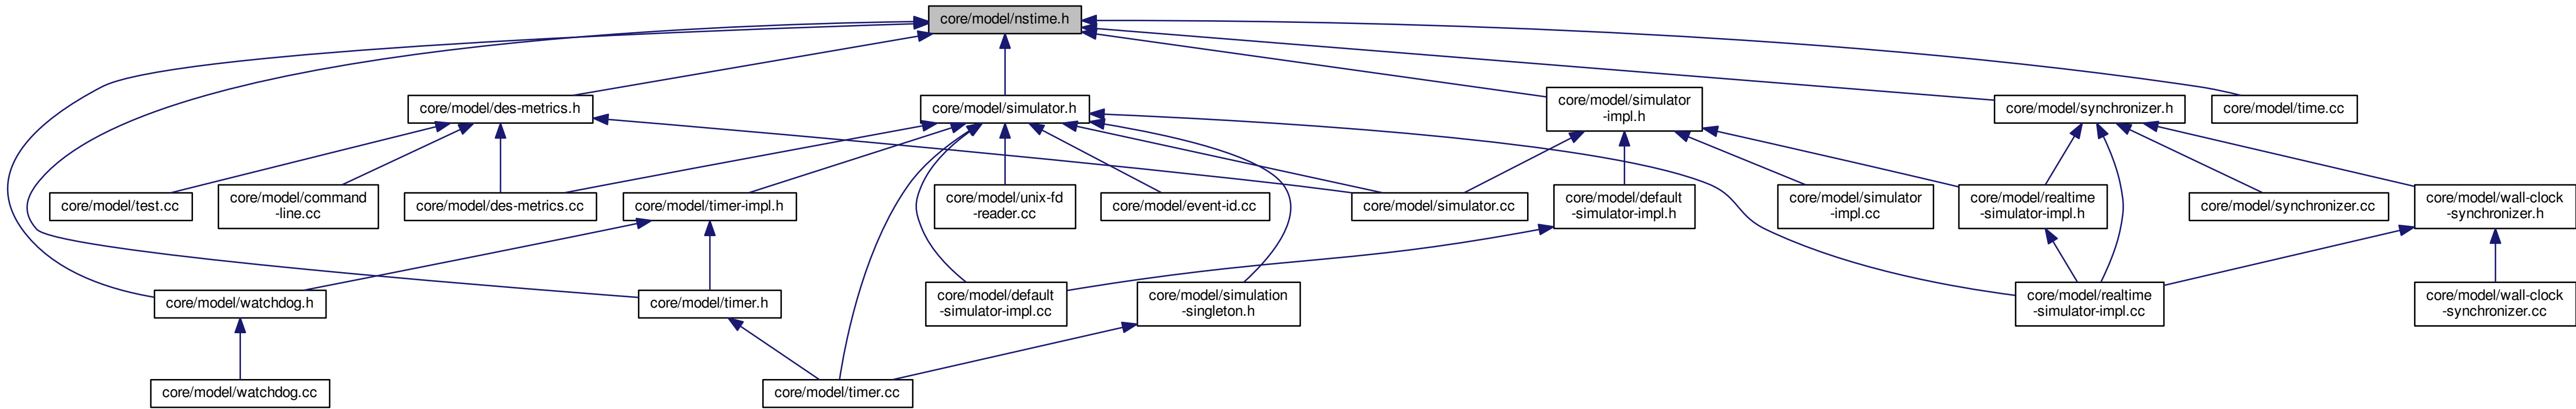 core/model/nstime.h
core/model/des-metrics.h
core/model/simulator.h
core/model/simulator
-impl.h
core/model/synchronizer.h
core/model/time.cc
core/model/test.cc
core/model/command
-line.cc
core/model/des-metrics.cc
core/model/timer-impl.h
core/model/unix-fd
-reader.cc
core/model/event-id.cc
core/model/simulator.cc
core/model/default
-simulator-impl.h
core/model/simulator
-impl.cc
core/model/realtime
-simulator-impl.h
core/model/synchronizer.cc
core/model/wall-clock
-synchronizer.h
core/model/watchdog.h
core/model/timer.h
core/model/default
-simulator-impl.cc
core/model/simulation
-singleton.h
core/model/realtime
-simulator-impl.cc
core/model/wall-clock
-synchronizer.cc
core/model/watchdog.cc
core/model/timer.cc